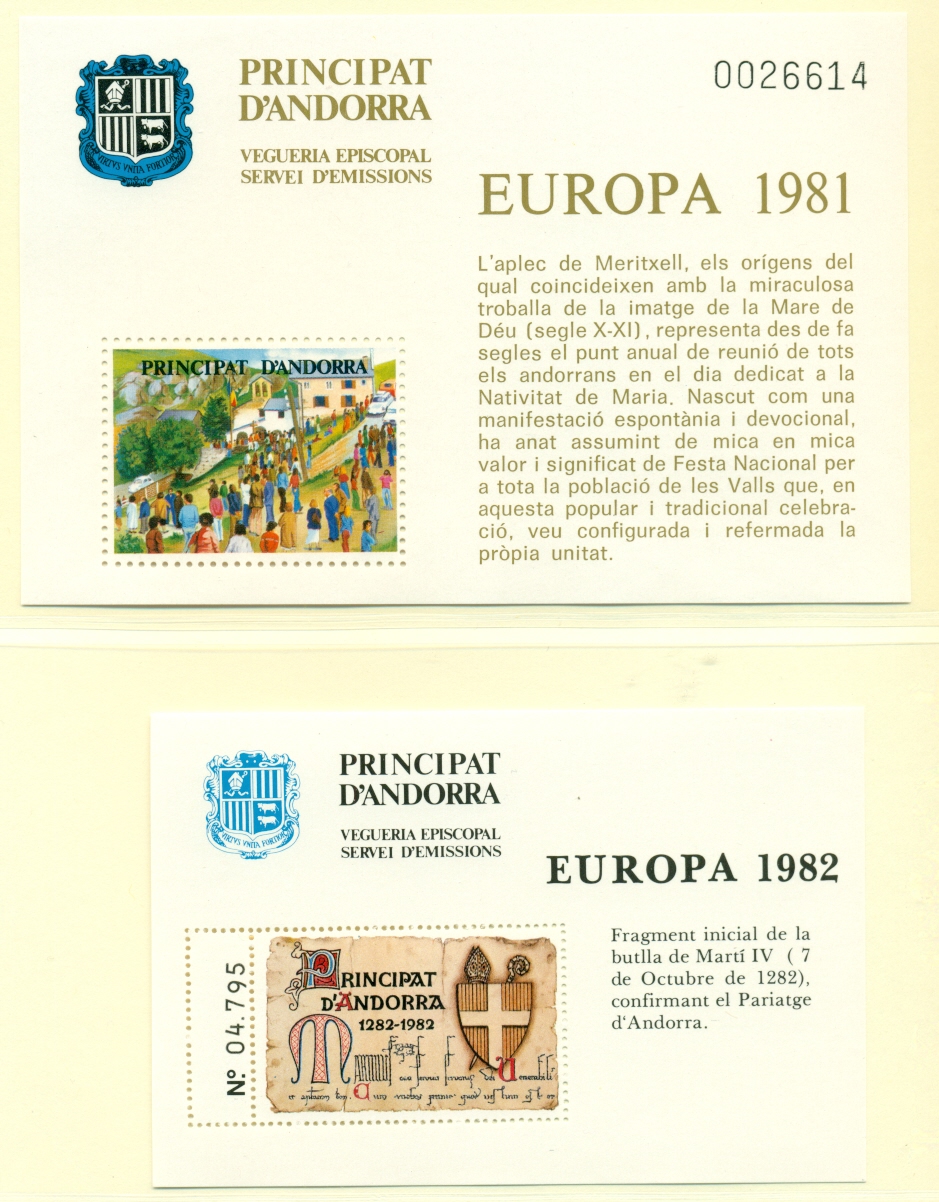 PRINCIPAT
D'ANDORRA
VEGUERIA EPISCOPAL
SERVEI D'EMISSIONS
VIRTVS VNITA FORTIOR
0026614
EUROPA 1981
L'aplec de Meritxell, els orígens del
qual coincideixen amb la miraculosa
troballa de la imatge de la Mare de
Déu (segle X-XI), representa des de fa
segles el punt anual de reunió de tots
els andorrans en el dia dedicat a la
Nativitat de Maria. Nascut com una
manifestació espontània i devocional,
ha anat assumint de mica en mica
valor i significat de Festa Nacional per
a tota la població de les Valls que, en
aquesta popular i tradicional celebra-
ció, veu configurada i refermada la
pròpia unitat.
PRINCIPAT D'ANDORRA
PRINCIPAT
D'ANDORRA
VEGUERIA EPISCOPAL
SERVEI D'EMISSIONS
VIRTVS VNITA FORTIOR
EUROPA 1982
Fragment inicial de la
butlla de Martí IV ( 7
de Octubre de 1282),
confirmant el Pariatge
d'Andorra.
Nº 04.795
PRINCIPAT
D'ANDORRA
1282-1982